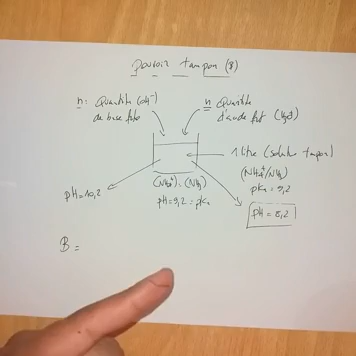 Pouvoir tampon (β)
n: Quantité (OH⁻)
de base forte
n Quantité
d'acide fort (H₃O⁺)
1 litre (solution tampon)
(NH₄⁺/NH₃)
pKa = 9,2
(NH₄⁺) = (NH₃)
pH = 9,2 = pKa
pH = 10,2
pH = 8,2
B =